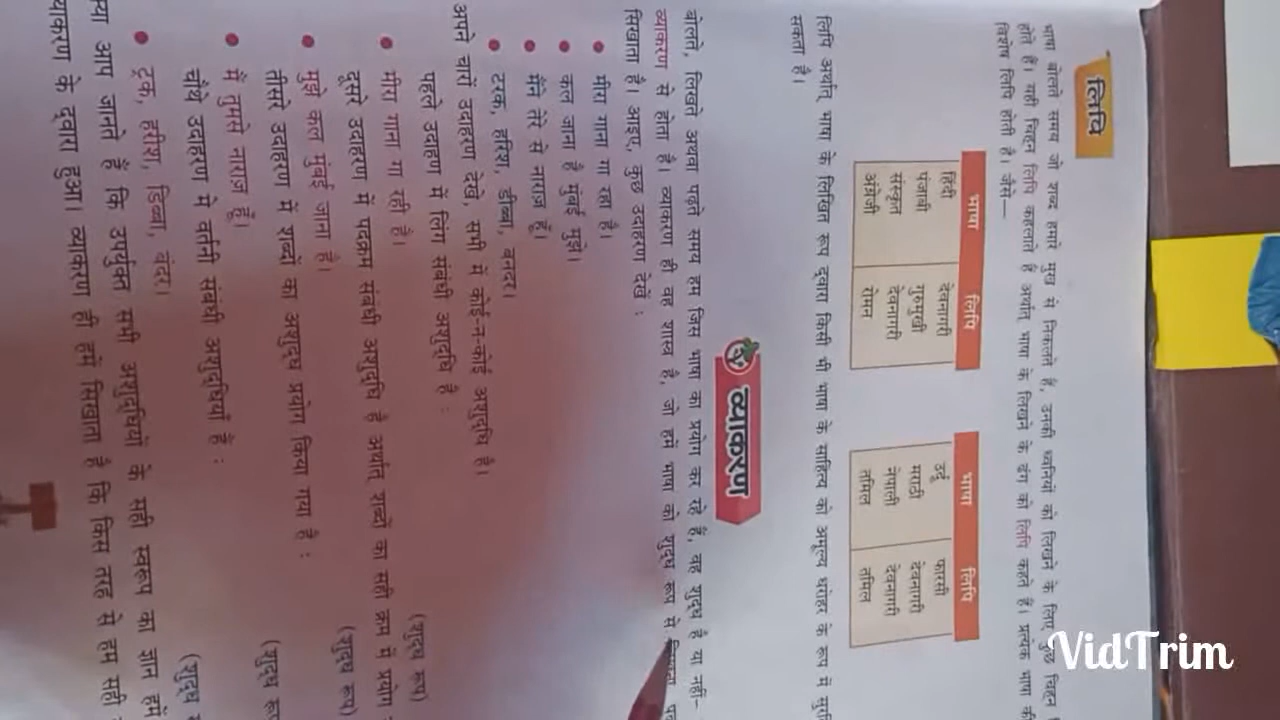 लिपि
भाषा बोलते समय जो शब्द हमारे मुख से निकलते हैं, उनकी ध्वनियों को लिखने के लिए कुछ चिह्न
होते हैं। यही चिह्न लिपि कहलाते हैं अर्थात् भाषा के लिखने के ढंग को लिपि कहते हैं। प्रत्येक भाषा की
विशेष लिपि होती है। जैसे—
भाषा लिपि
हिंदी देवनागरी
पंजाबी गुरुमुखी
संस्कृत देवनागरी
अंग्रेजी रोमन
भाषा लिपि
उर्दू फारसी
मराठी देवनागरी
नेपाली देवनागरी
तमिल तमिल
लिपि अर्थात् भाषा के लिखित रूप द्वारा किसी भी भाषा के साहित्य को अमूल्य धरोहर के रूप में
सकता है।
व्याकरण
बोलते, लिखते अथवा पढ़ते समय हम जिस भाषा का प्रयोग कर रहे हैं, वह शुद्ध है या नहीं-
व्याकरण से होता है। व्याकरण ही वह शास्त्र है, जो हमें भाषा को शुद्ध रूप से
सिखाता है। आइए, कुछ उदाहरण देखें :
• मीरा गाना गा रहा है।
• कल जाना है मुंबई मुझे।
• मैंने तेरे से नाराज़ हूँ।
• टरक, हरिश, डीब्बा, बनदर।
अपने चारों उदाहरण देखे, सभी में कोई-न-कोई अशुद्धि है।
पहले उदाहरण में लिंग संबंधी अशुद्धि है :
• मीरा गाना गा रही है। (शुद्ध रूप)
दूसरे उदाहरण में पदक्रम संबंधी अशुद्धि है अर्थात शब्दों का सही क्रम में प्रयोग
• मुझे कल मुंबई जाना है। (शुद्ध रूप)
तीसरे उदाहरण में शब्दों का अशुद्ध प्रयोग किया गया है :
• मैं तुमसे नाराज़ हूँ। (शुद्ध
चौथे उदाहरण में वर्तनी संबंधी अशुद्धियाँ हैं :
• ट्रक, हरीश, डिब्बा, बंदर। (शुद्ध
आप जानते हैं कि उपर्युक्त सभी अशुद्धियों के सही स्वरूप का ज्ञान हमें
के द्वारा हुआ। व्याकरण ही हमें सिखाता है कि किस तरह से हम सही
VidTrim